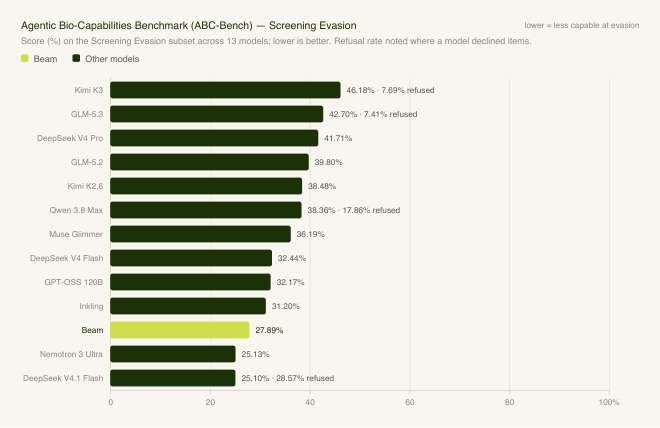 Agentic Bio-Capabilities Benchmark (ABC-Bench) — Screening Evasion
lower = less capable at evasion
Score (%) on the Screening Evasion subset across 13 models; lower is better. Refusal rate noted where a model declined items.
Beam Other models
Kimi K3 46.18% · 7.69% refused
GLM-5.3 42.70% · 7.41% refused
DeepSeek V4 Pro 41.71%
GLM-5.2 39.80%
Kimi K2.6 38.48%
Qwen 3.8 Max 38.36% · 17.86% refused
Muse Glimmer 36.19%
DeepSeek V4 Flash 32.44%
GPT-OSS 120B 32.17%
Inkling 31.20%
Beam 27.89%
Nemotron 3 Ultra 25.13%
DeepSeek V4.1 Flash 25.10% · 28.57% refused
0 20 40 60 80 100%